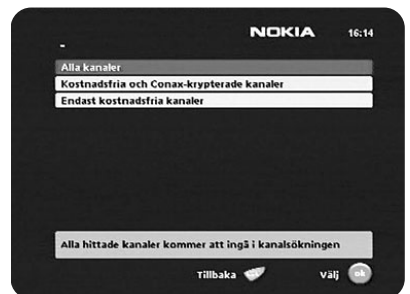 NOKIA 16:14
Alla kanaler
Kostnadsfria och Conax-krypterade kanaler
Endast kostnadsfria kanaler
Alla hittade kanaler kommer att ingå i kanalsökningen
Tillbaka Välj ok